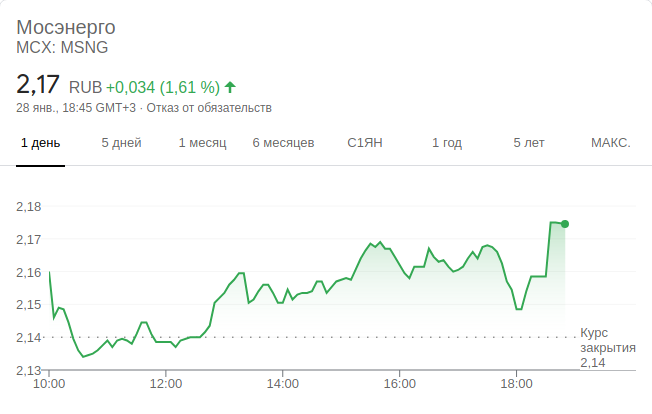 Мосэнерго
MCX: MSNG
2,17 RUB +0,034 (1,61 %)
28 янв., 18:45 GMT+3 · Отказ от обязательств
1 день 5 дней 1 месяц 6 месяцев С1ЯН 1 год 5 лет МАКС.
2,18
2,17
2,16
2,15
2,14
2,13
Курс
закрытия
2,14
10:00 12:00 14:00 16:00 18:00